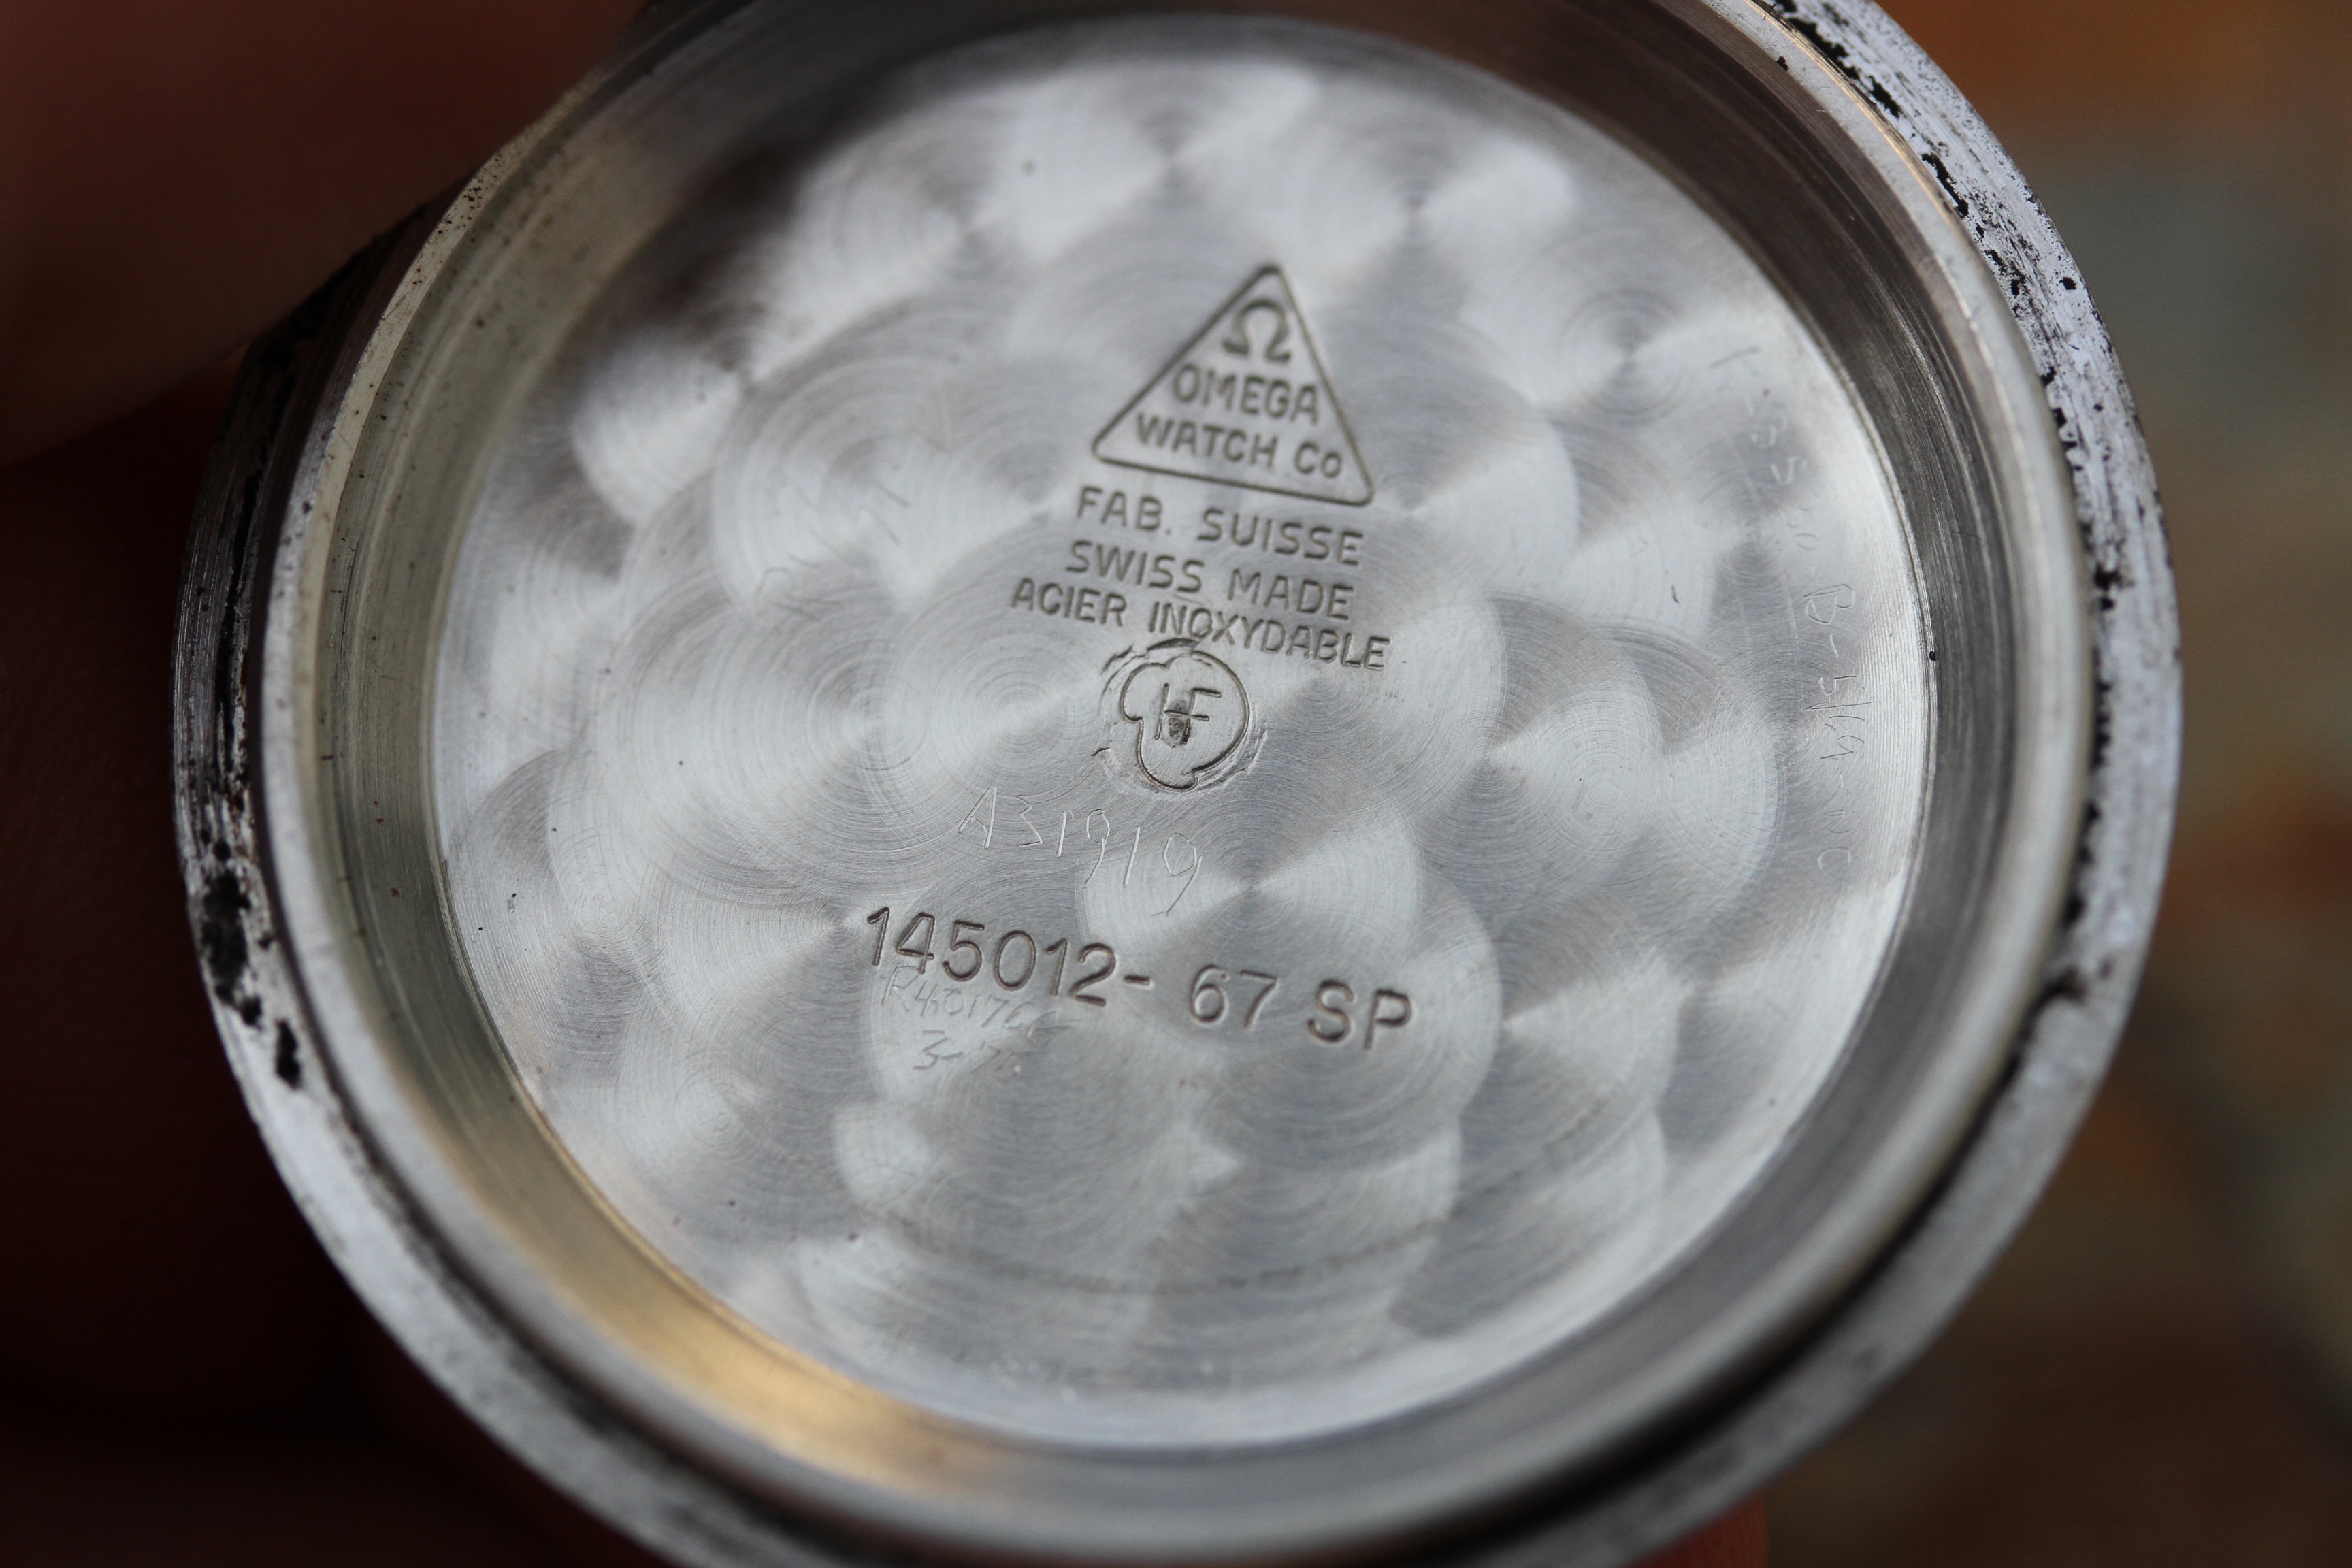 Ω
OMEGA
WATCH Co
FAB. SUISSE
SWISS MADE
ACIER INOXYDABLE
HF
A31919
145012- 67 SP